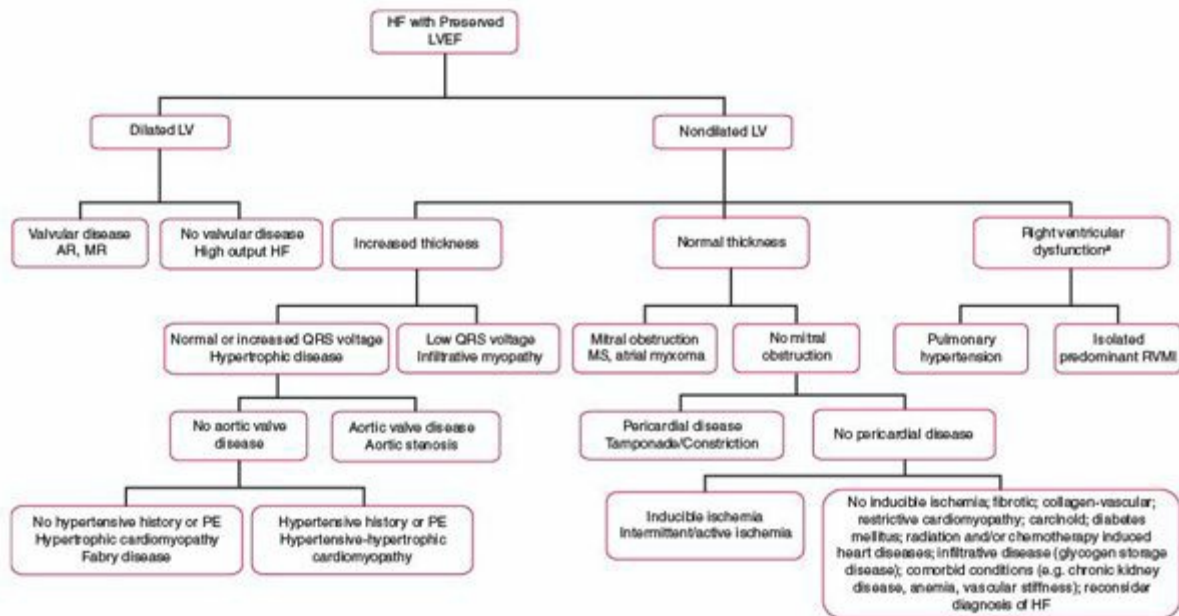 HF with Preserved
LVEF
Dilated LV
Nondilated LV
Valvular disease
AR, MR
No valvular disease
High output HF
Increased thickness
Normal thickness
Right ventricular
dysfunctionª
Normal or increased QRS voltage
Hypertrophic disease
Low QRS voltage
Infiltrative myopathy
Mitral obstruction
MS, atrial myxoma
No mitral
obstruction
Pulmonary
hypertension
Isolated
predominant RVMI
No aortic valve
disease
Aortic valve disease
Aortic stenosis
Pericardial disease
Tamponade/Constriction
No pericardial disease
No hypertensive history or PE
Hypertrophic cardiomyopathy
Fabry disease
Hypertensive history or PE
Hypertensive-hypertrophic
cardiomyopathy
Inducible ischemia
Intermittent/active ischemia
No inducible ischemia; fibrotic; collagen-vascular;
restrictive cardiomyopathy; carcinoid; diabetes
mellitus; radiation and/or chemotherapy induced
heart diseases; infiltrative disease (glycogen storage
disease); comorbid conditions (e.g. chronic kidney
disease, anemia, vascular stiffness); reconsider
diagnosis of HF